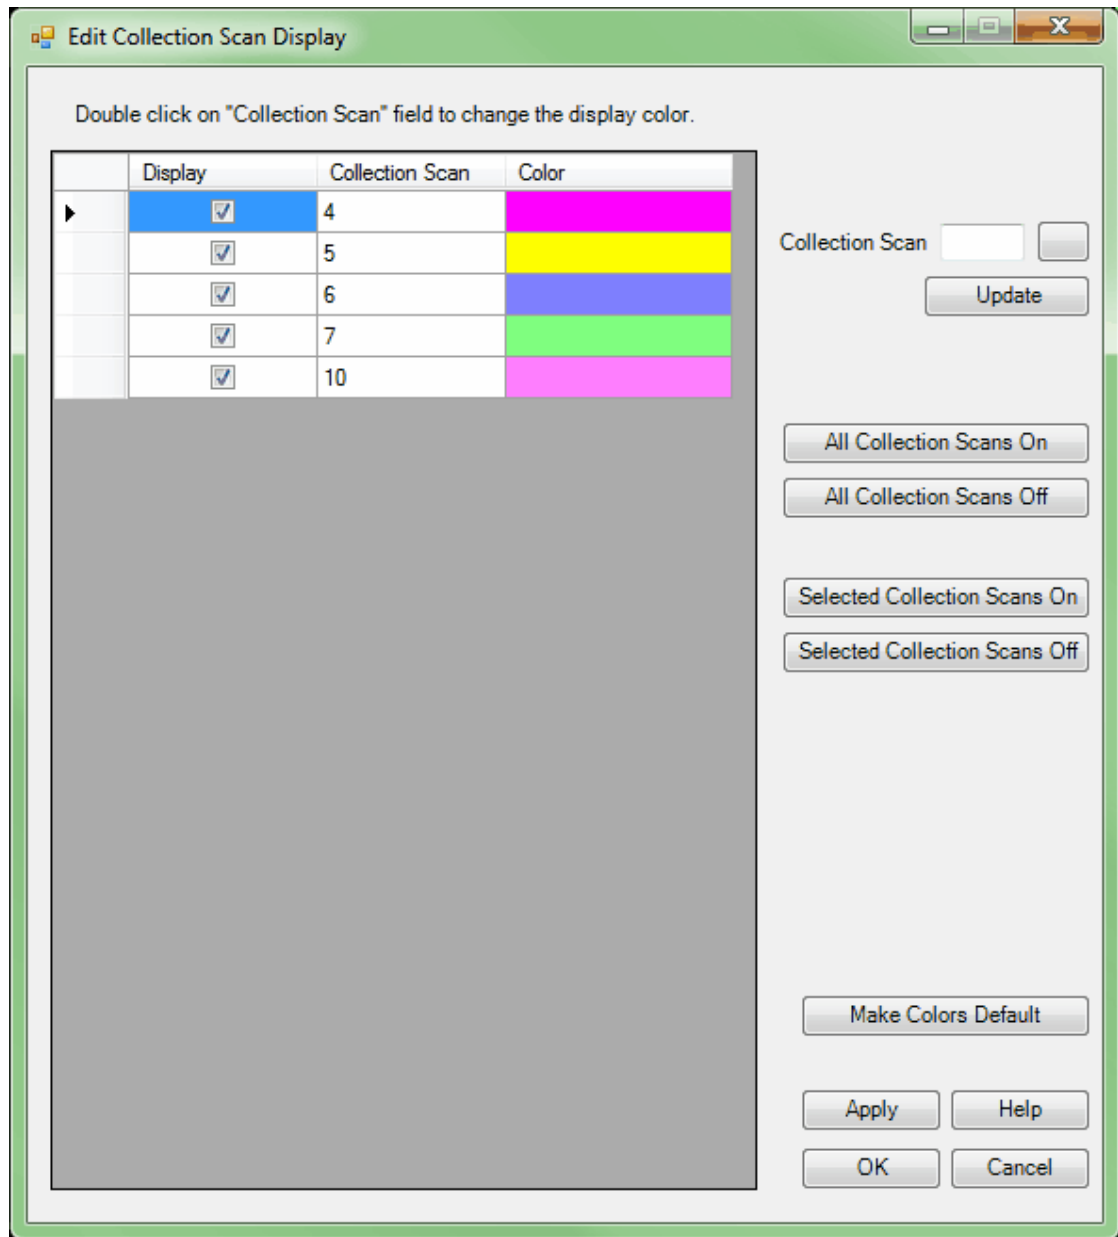 Edit Collection Scan Display
Double click on "Collection Scan" field to change the display color.
Display Collection Scan Color
4
5
6
7
10
Collection Scan
Update
All Collection Scans On
All Collection Scans Off
Selected Collection Scans On
Selected Collection Scans Off
Make Colors Default
Apply Help
OK Cancel